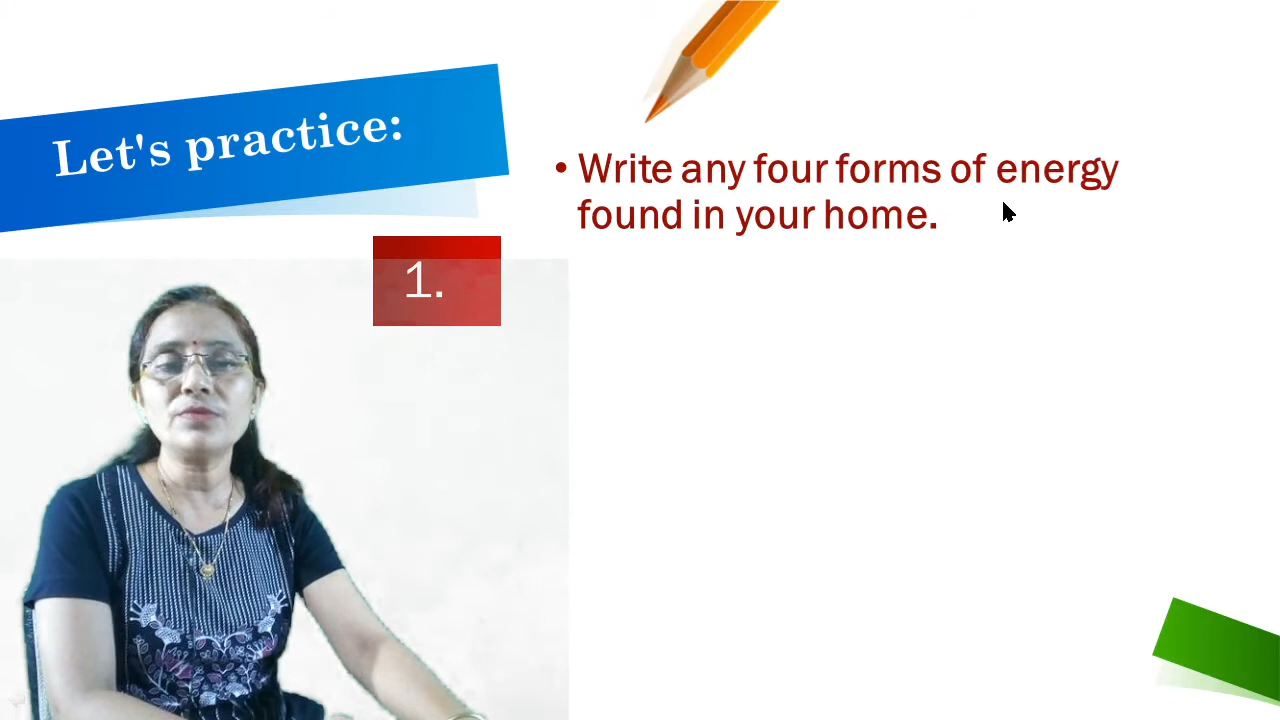 Let's practice:
• Write any four forms of energy
found in your home.
1.